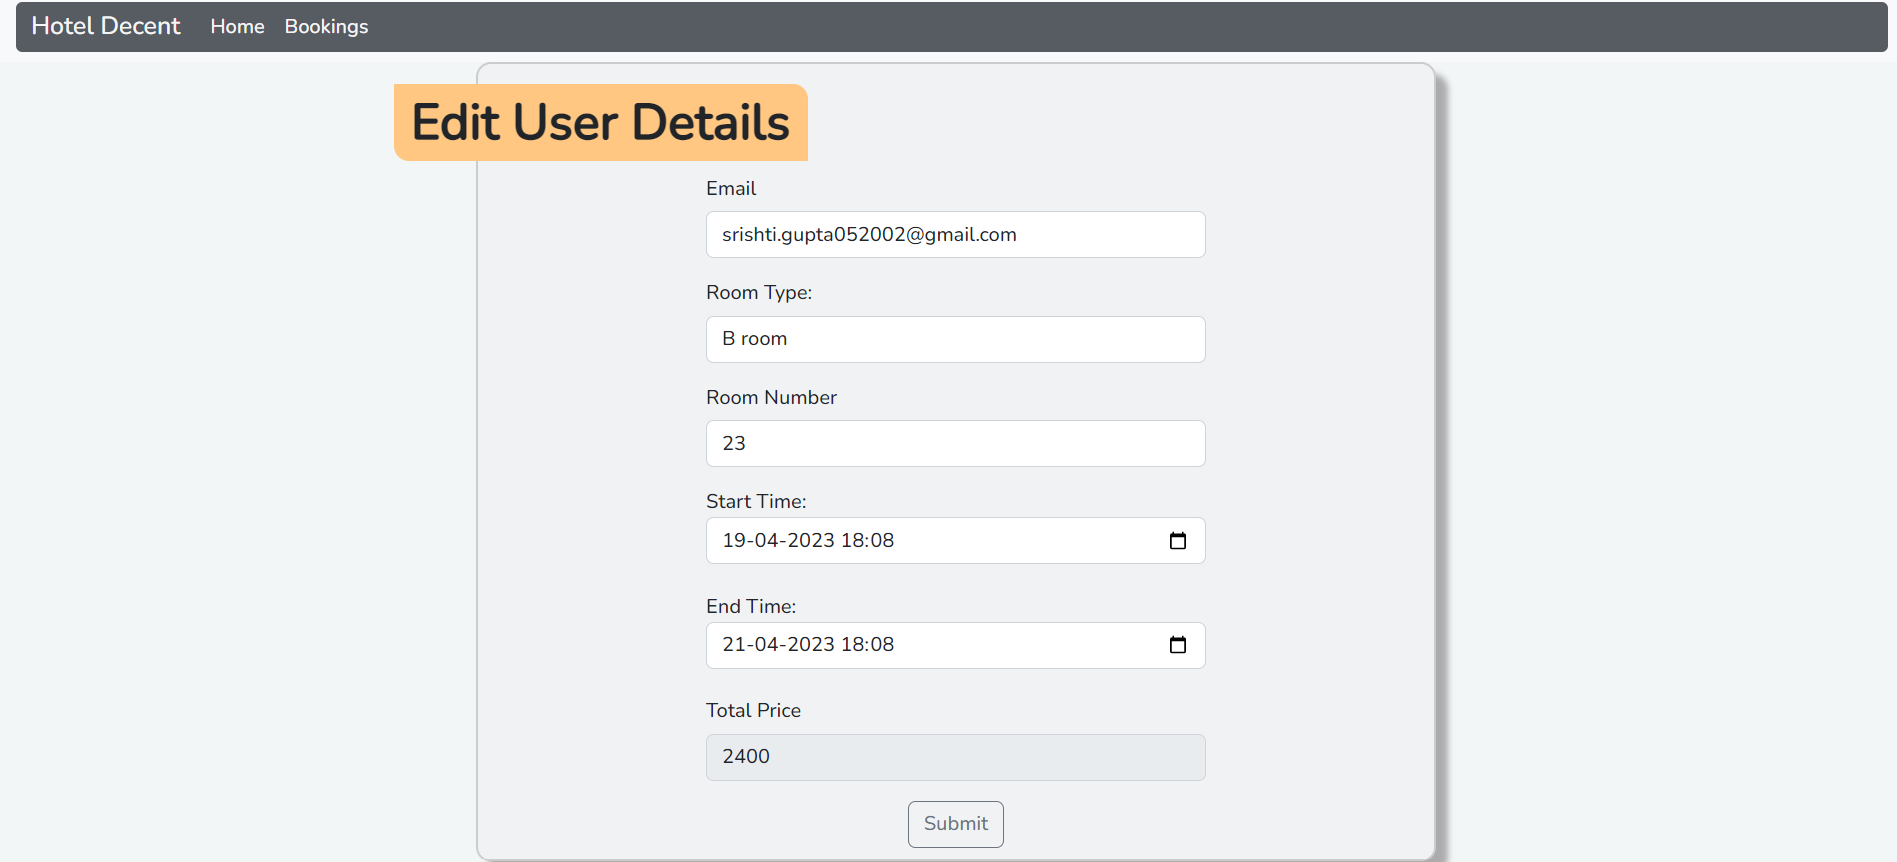 Hotel Decent Home Bookings
Edit User Details
Email
srishti.gupta052002@gmail.com
Room Type:
B room
Room Number
23
Start Time:
19-04-2023 18:08
End Time:
21-04-2023 18:08
Total Price
2400
Submit